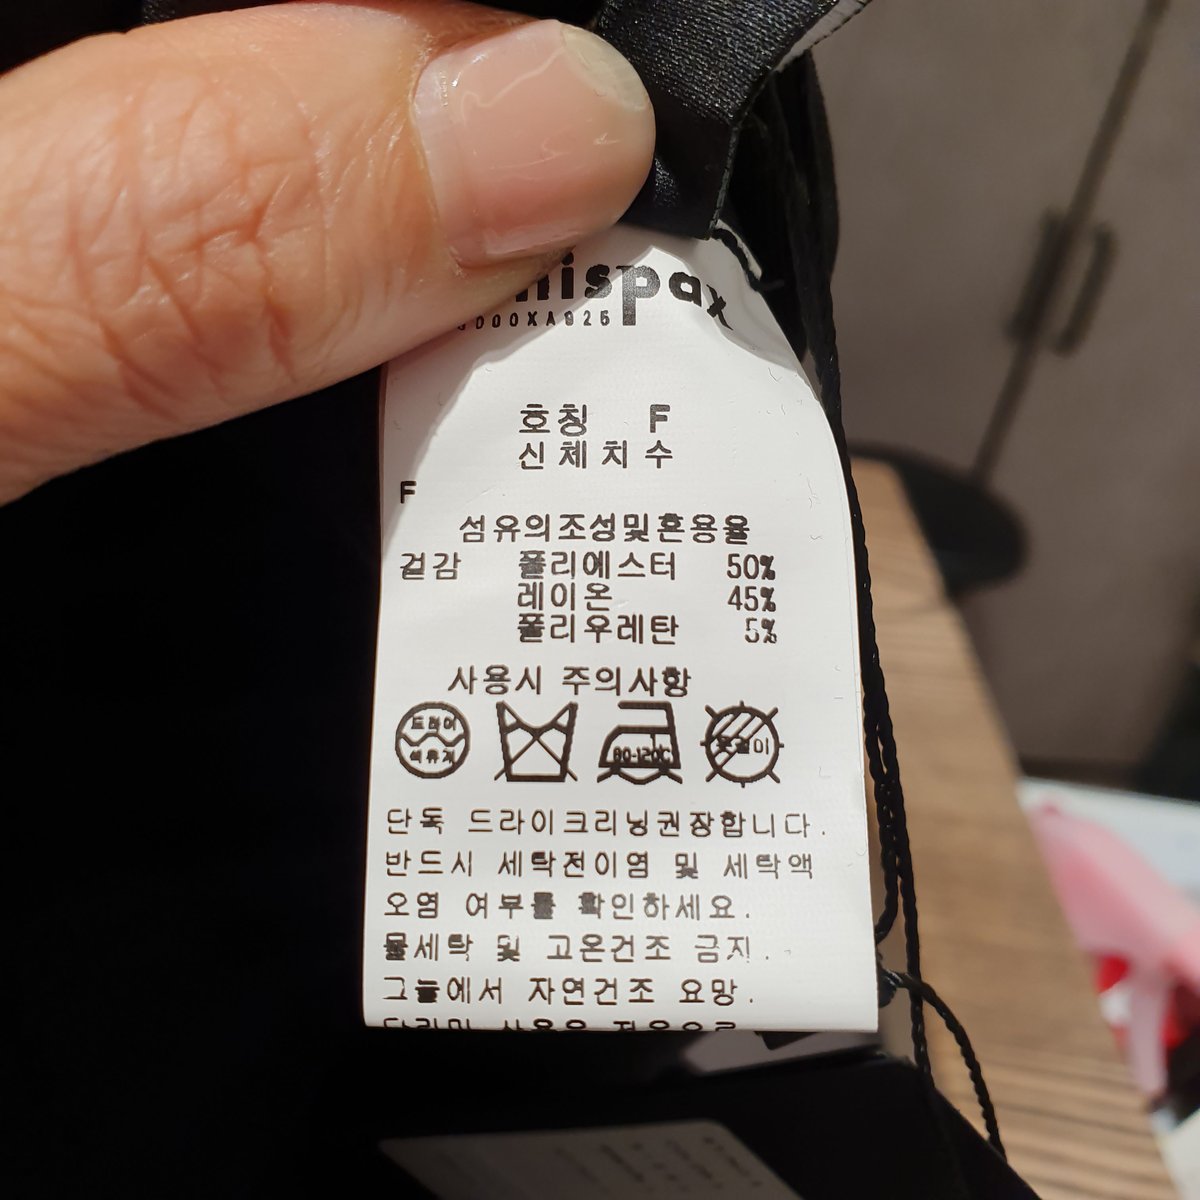 호칭 F
신체치수
F
섬유의조성및혼용율
겉감 폴리에스터 50%
레이온 45%
폴리우레탄 5%
사용시 주의사항
드라이
석유계
80-120℃
옷걸이
단독 드라이크리닝권장합니다.
반드시 세탁전이염 및 세탁액
오염 여부를 확인하세요.
물세탁 및 고온건조 금지.
그늘에서 자연건조 요망.